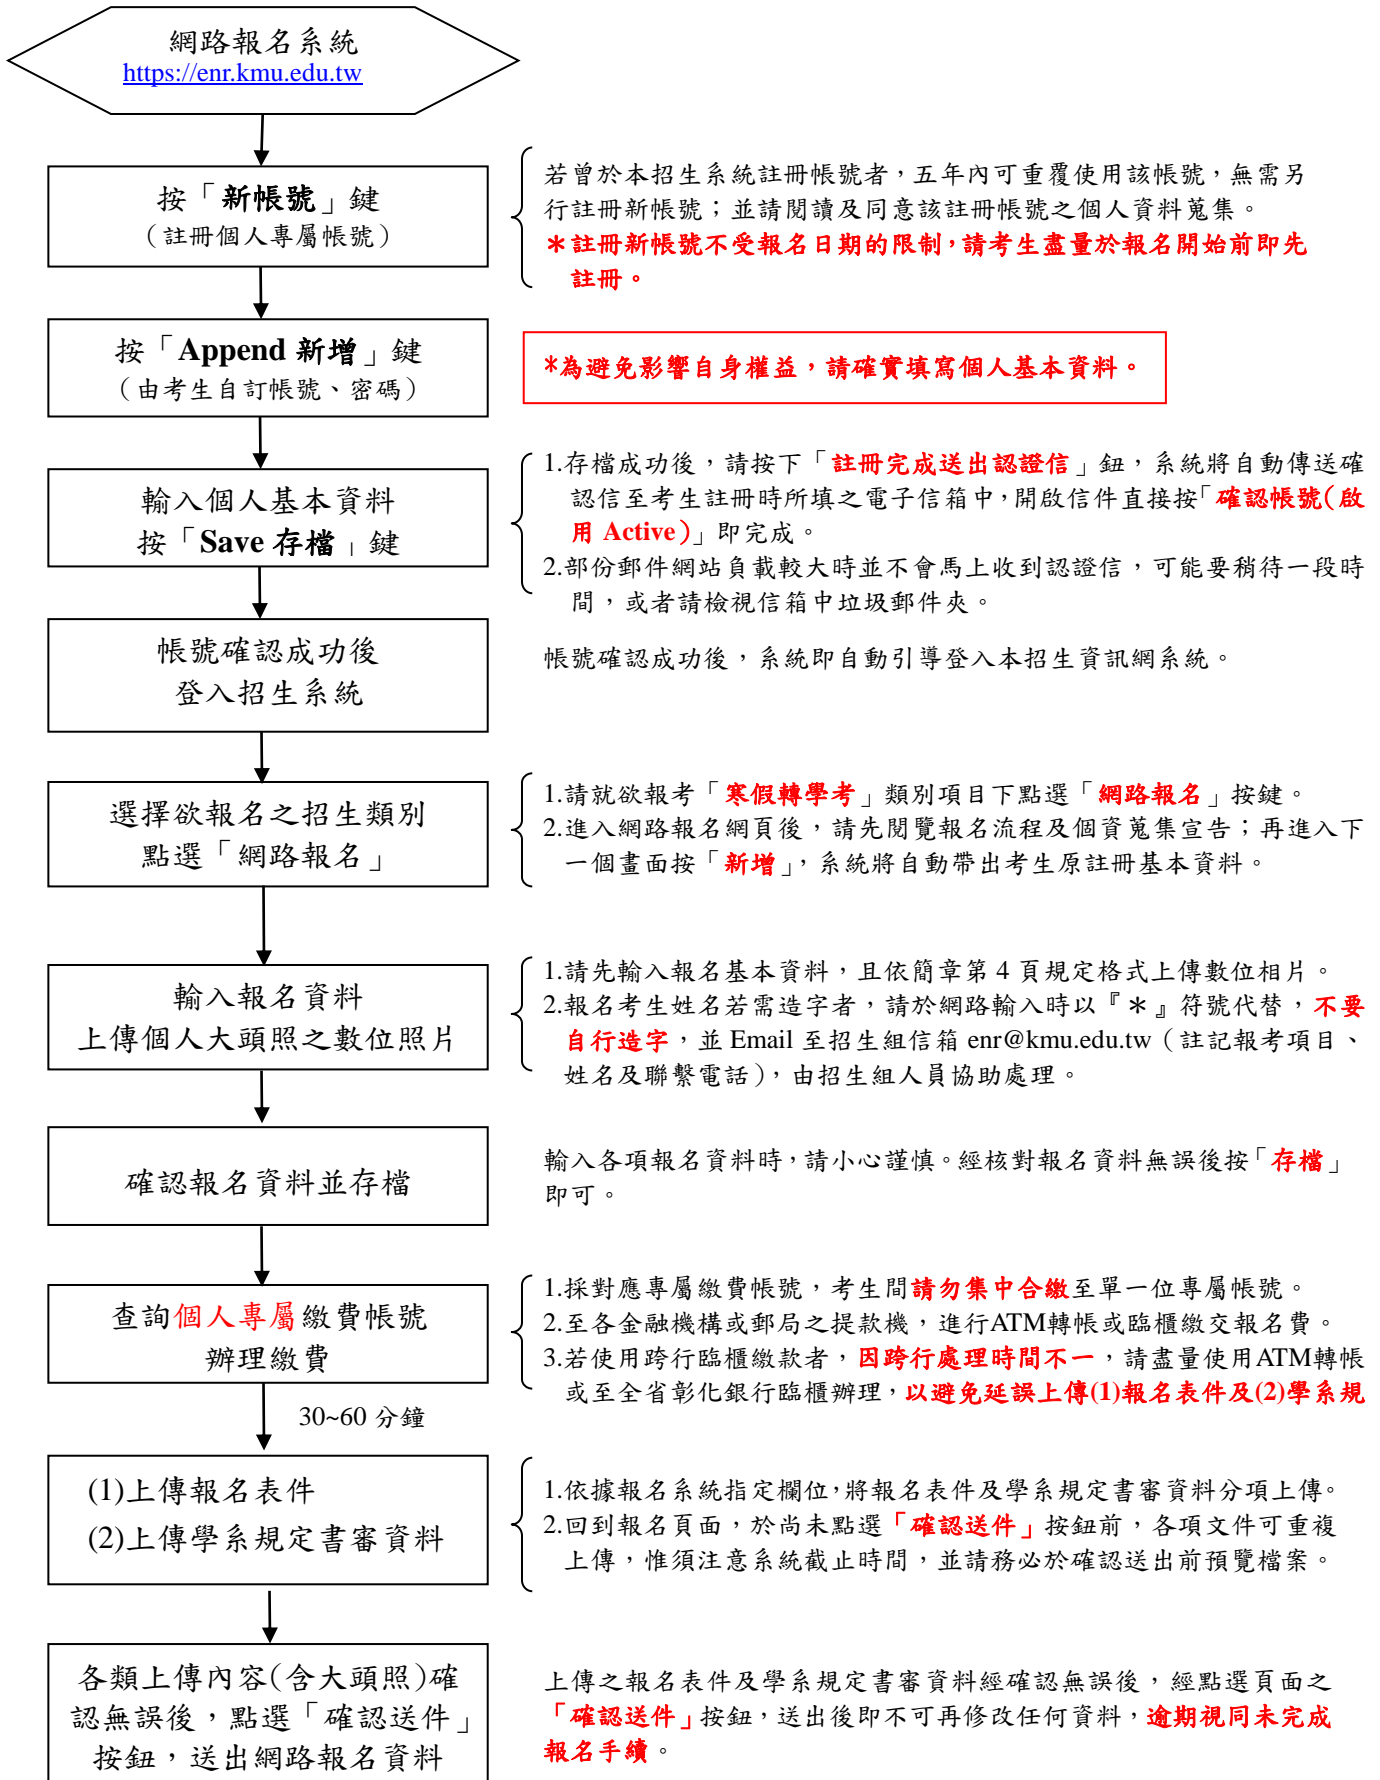 網路報名系統
https://enr.kmu.edu.tw
按「新帳號」鍵
（註冊個人專屬帳號）
若曾於本招生系統註冊帳號者，五年內可重覆使用該帳號，無需另
行註冊新帳號；並請閱讀及同意該註冊帳號之個人資料蒐集。
＊註冊新帳號不受報名日期的限制，請考生盡量於報名開始前即先
註冊。
按「Append 新增」鍵
（由考生自訂帳號、密碼）
*為避免影響自身權益，請確實填寫個人基本資料。
輸入個人基本資料
按「Save 存檔」鍵
1.存檔成功後，請按下「註冊完成送出認證信」鈕，系統將自動傳送確
認信至考生註冊時所填之電子信箱中，開啟信件直接按「確認帳號（啟
用 Active）」即完成。
2.部份郵件網站負載較大時並不會馬上收到認證信，可能要稍待一段時
間，或者請檢視信箱中垃圾郵件夾。
帳號確認成功後
登入招生系統
帳號確認成功後，系統即自動引導登入本招生資訊網系統。
選擇欲報名之招生類別
點選「網路報名」
1.請就欲報考「寒假轉學考」類別項目下點選「網路報名」按鍵。
2.進入網路報名網頁後，請先閱覽報名流程及個資蒐集宣告；再進入下
一個畫面按「新增」，系統將自動帶出考生原註冊基本資料。
輸入報名資料
上傳個人大頭照之數位照片
1.請先輸入報名基本資料，且依簡章第 4 頁規定格式上傳數位相片。
2.報名考生姓名若需造字者，請於網路輸入時以『＊』符號代替，不要
自行造字，並 Email 至招生組信箱 enr@kmu.edu.tw（註記報考項目、
姓名及聯繫電話），由招生組人員協助處理。
確認報名資料並存檔
輸入各項報名資料時，請小心謹慎。經核對報名資料無誤後按「存檔」
即可。
查詢個人專屬繳費帳號
辦理繳費
1.採對應專屬繳費帳號，考生間請勿集中合繳至單一位專屬帳號。
2.至各金融機構或郵局之提款機，進行ATM轉帳或臨櫃繳交報名費。
3.若使用跨行臨櫃繳款者，因跨行處理時間不一，請盡量使用ATM轉帳
或至全省彰化銀行臨櫃辦理，以避免延誤上傳(1)報名表件及(2)學系規
30~60 分鐘
(1)上傳報名表件
(2)上傳學系規定書審資料
1.依據報名系統指定欄位，將報名表件及學系規定書審資料分項上傳。
2.回到報名頁面，於尚未點選「確認送件」按鈕前，各項文件可重複
上傳，惟須注意系統截止時間，並請務必於確認送出前預覽檔案。
各類上傳內容(含大頭照)確
認無誤後，點選「確認送件」
按鈕，送出網路報名資料
上傳之報名表件及學系規定書審資料經確認無誤後，經點選頁面之
「確認送件」按鈕，送出後即不可再修改任何資料，逾期視同未完成
報名手續。